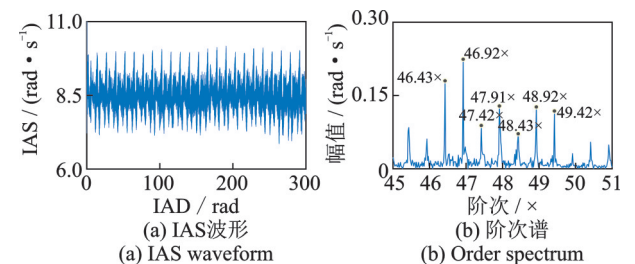 11.0
8.5
6.0
IAS / (rad·s⁻¹)
0 100 200 300
IAD / rad
(a) IAS波形
(a) IAS waveform
0.30
0.15
0
幅值 / (rad·s⁻¹)
46.43×
46.92×
47.42×
47.91×
48.43×
48.92×
49.42×
45 46 47 48 49 50 51
阶次 / ×
(b) 阶次谱
(b) Order spectrum